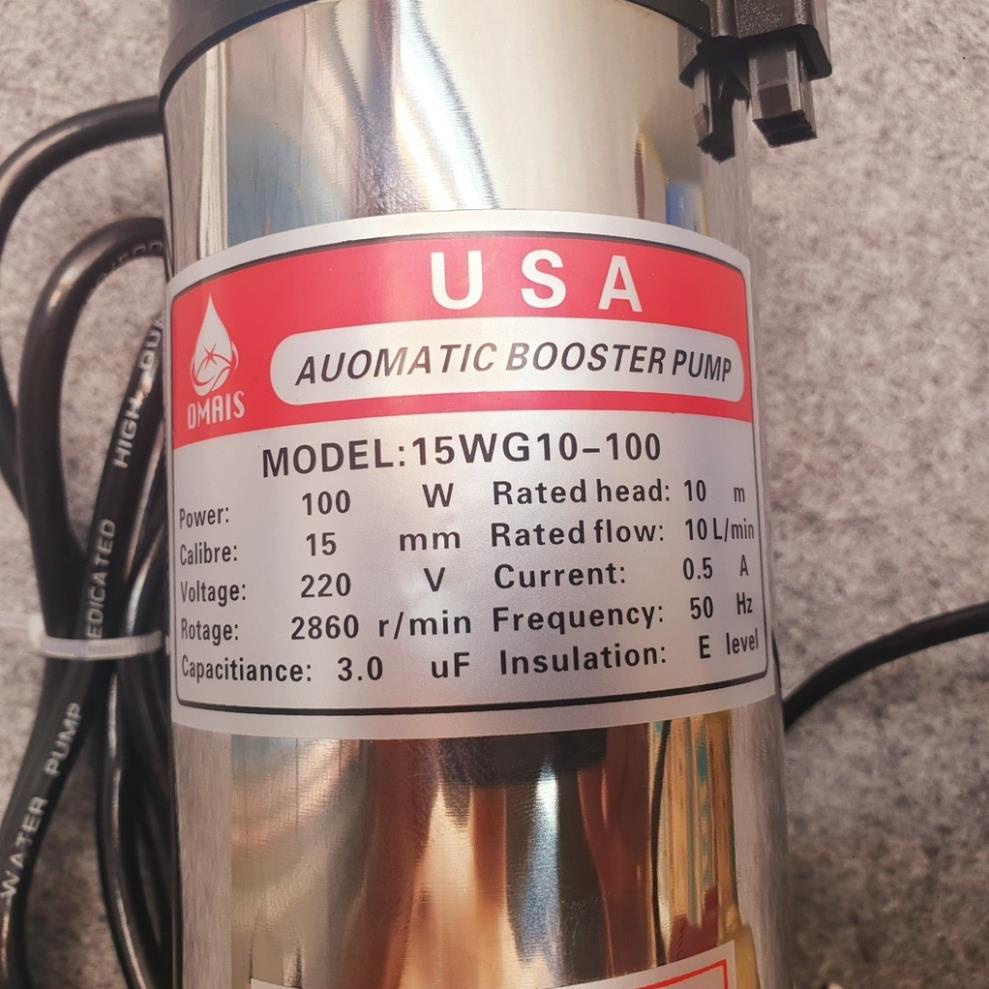 USA
AUOMATIC BOOSTER PUMP
OMAIS
MODEL:15WG10-100
Power: 100 W Rated head: 10 m
Calibre: 15 mm Rated flow: 10 L/min
Voltage: 220 V Current: 0.5 A
Rotage: 2860 r/min Frequency: 50 Hz
Capacitiance: 3.0 uF Insulation: E level
EDICATED HIGH QU
WATER PUMP